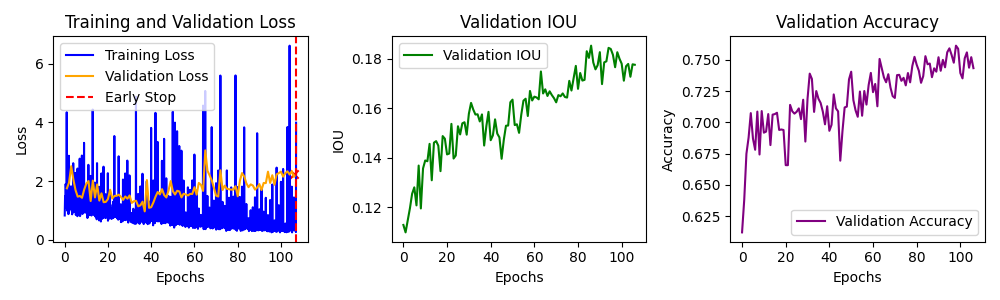 Training and Validation Loss
Loss
6
4
2
0
Training Loss
Validation Loss
Early Stop
0 20 40 60 80 100
Epochs
Validation IOU
IOU
0.18
0.16
0.14
0.12
Validation IOU
0 20 40 60 80 100
Epochs
Validation Accuracy
Accuracy
0.750
0.725
0.700
0.675
0.650
0.625
Validation Accuracy
0 20 40 60 80 100
Epochs